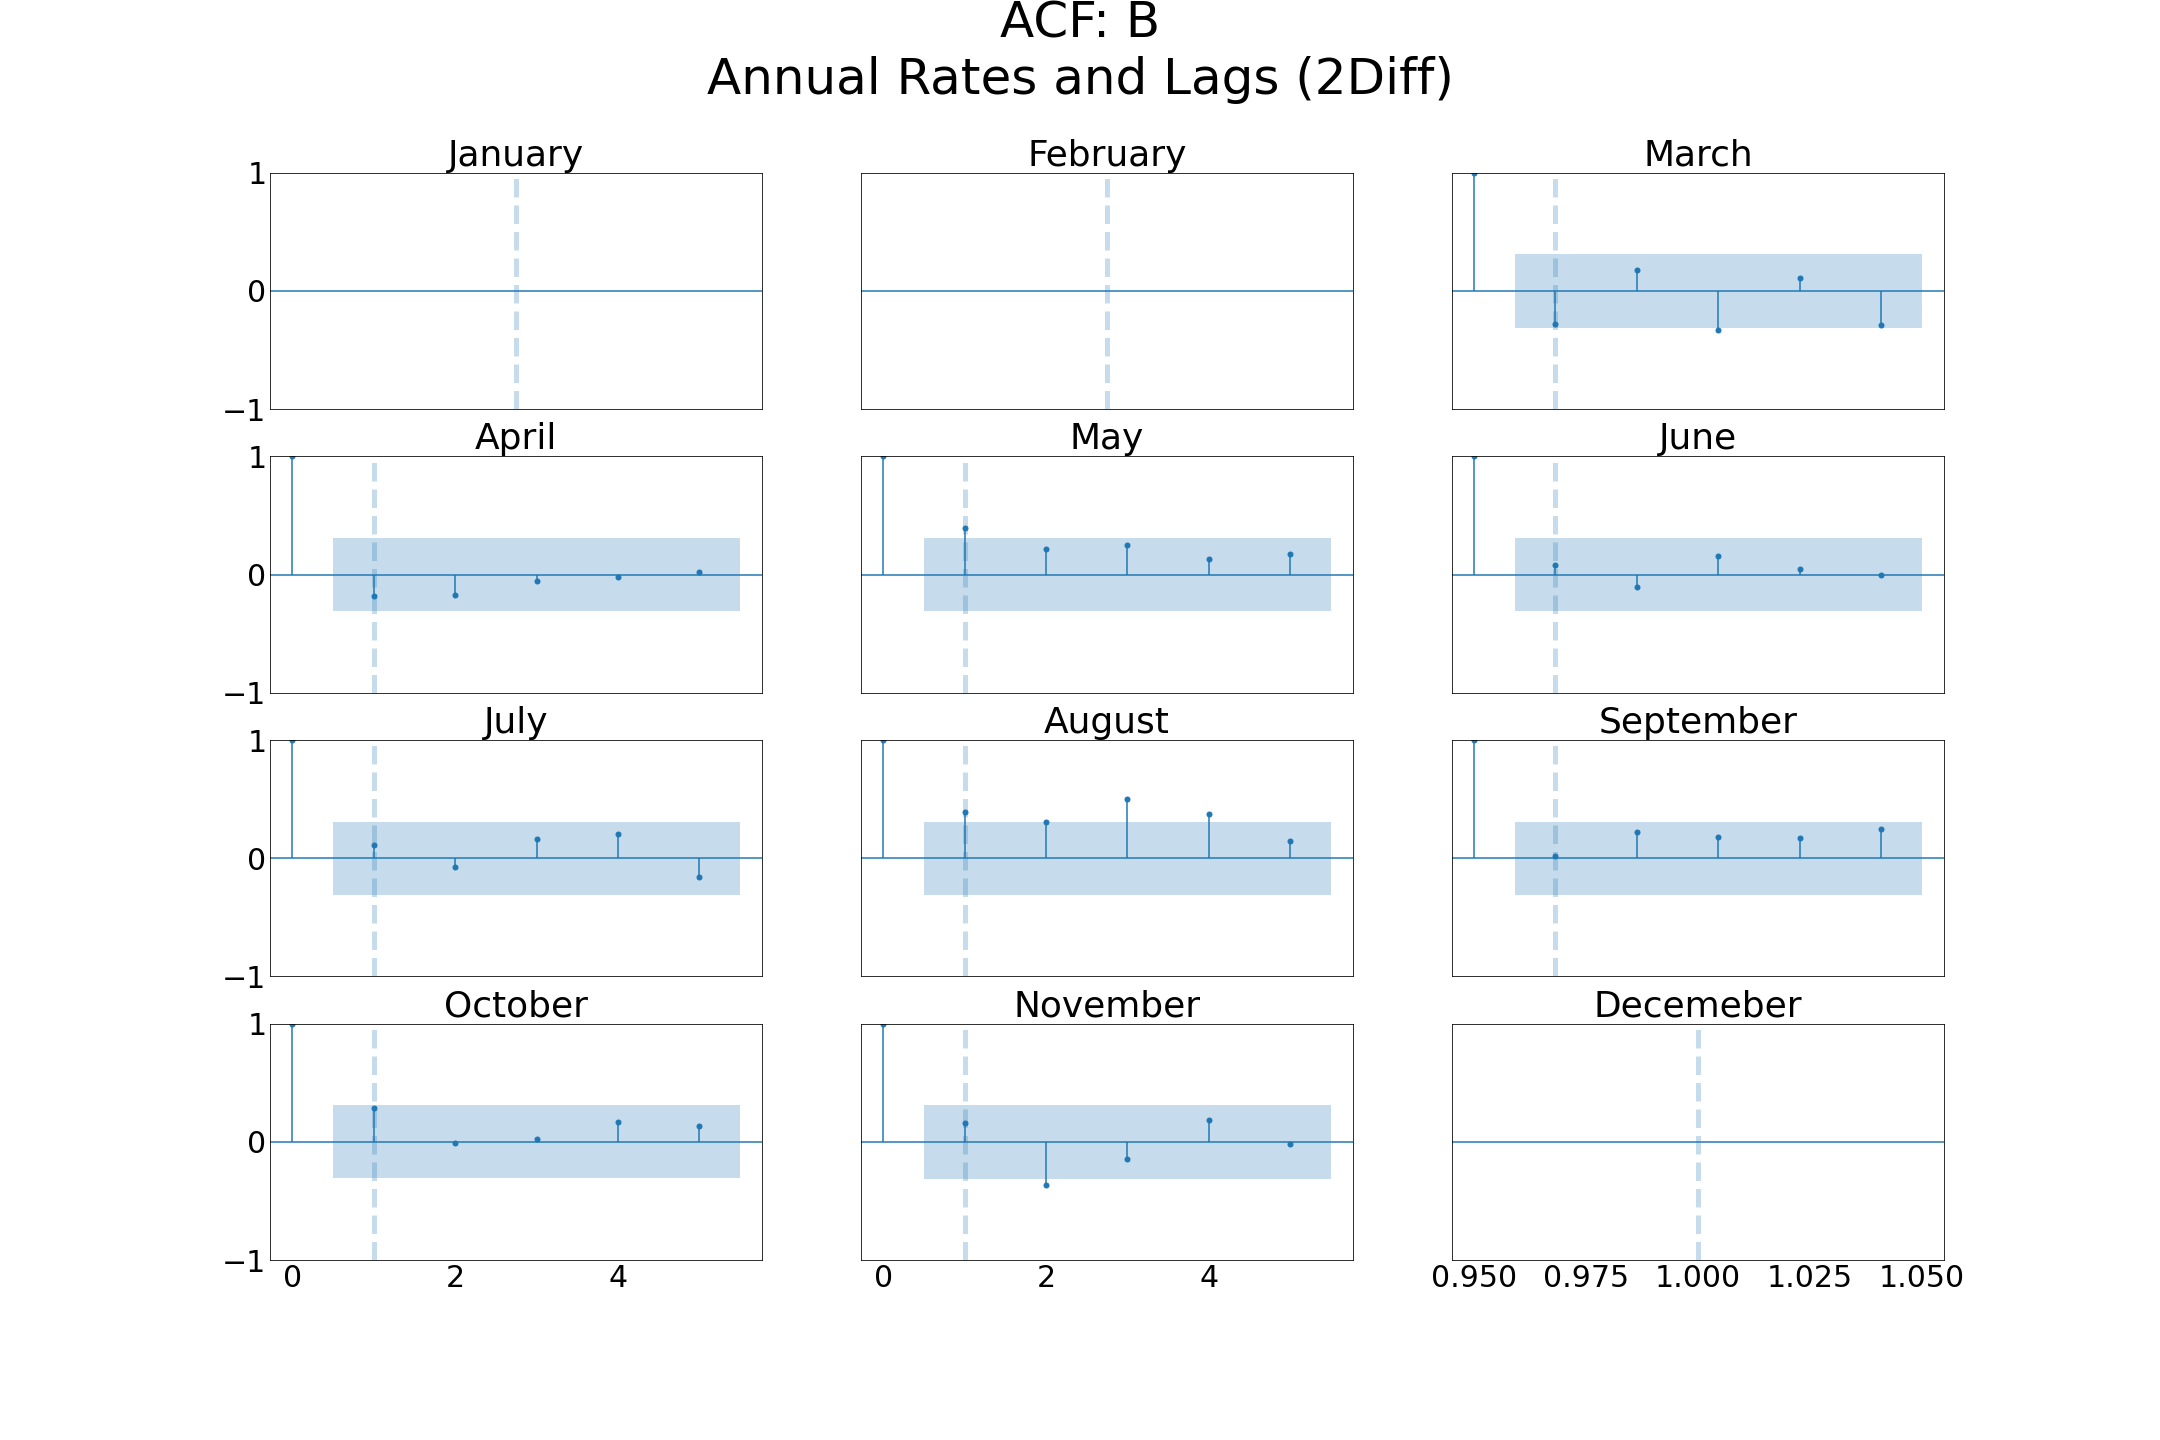 ACF: B
Annual Rates and Lags (2Diff)
January February March
1
0
−1
April May June
1
0
−1
July August September
1
0
−1
October November Decemeber
1
0
−1
0 2 4 0 2 4 0.950 0.975 1.000 1.025 1.050